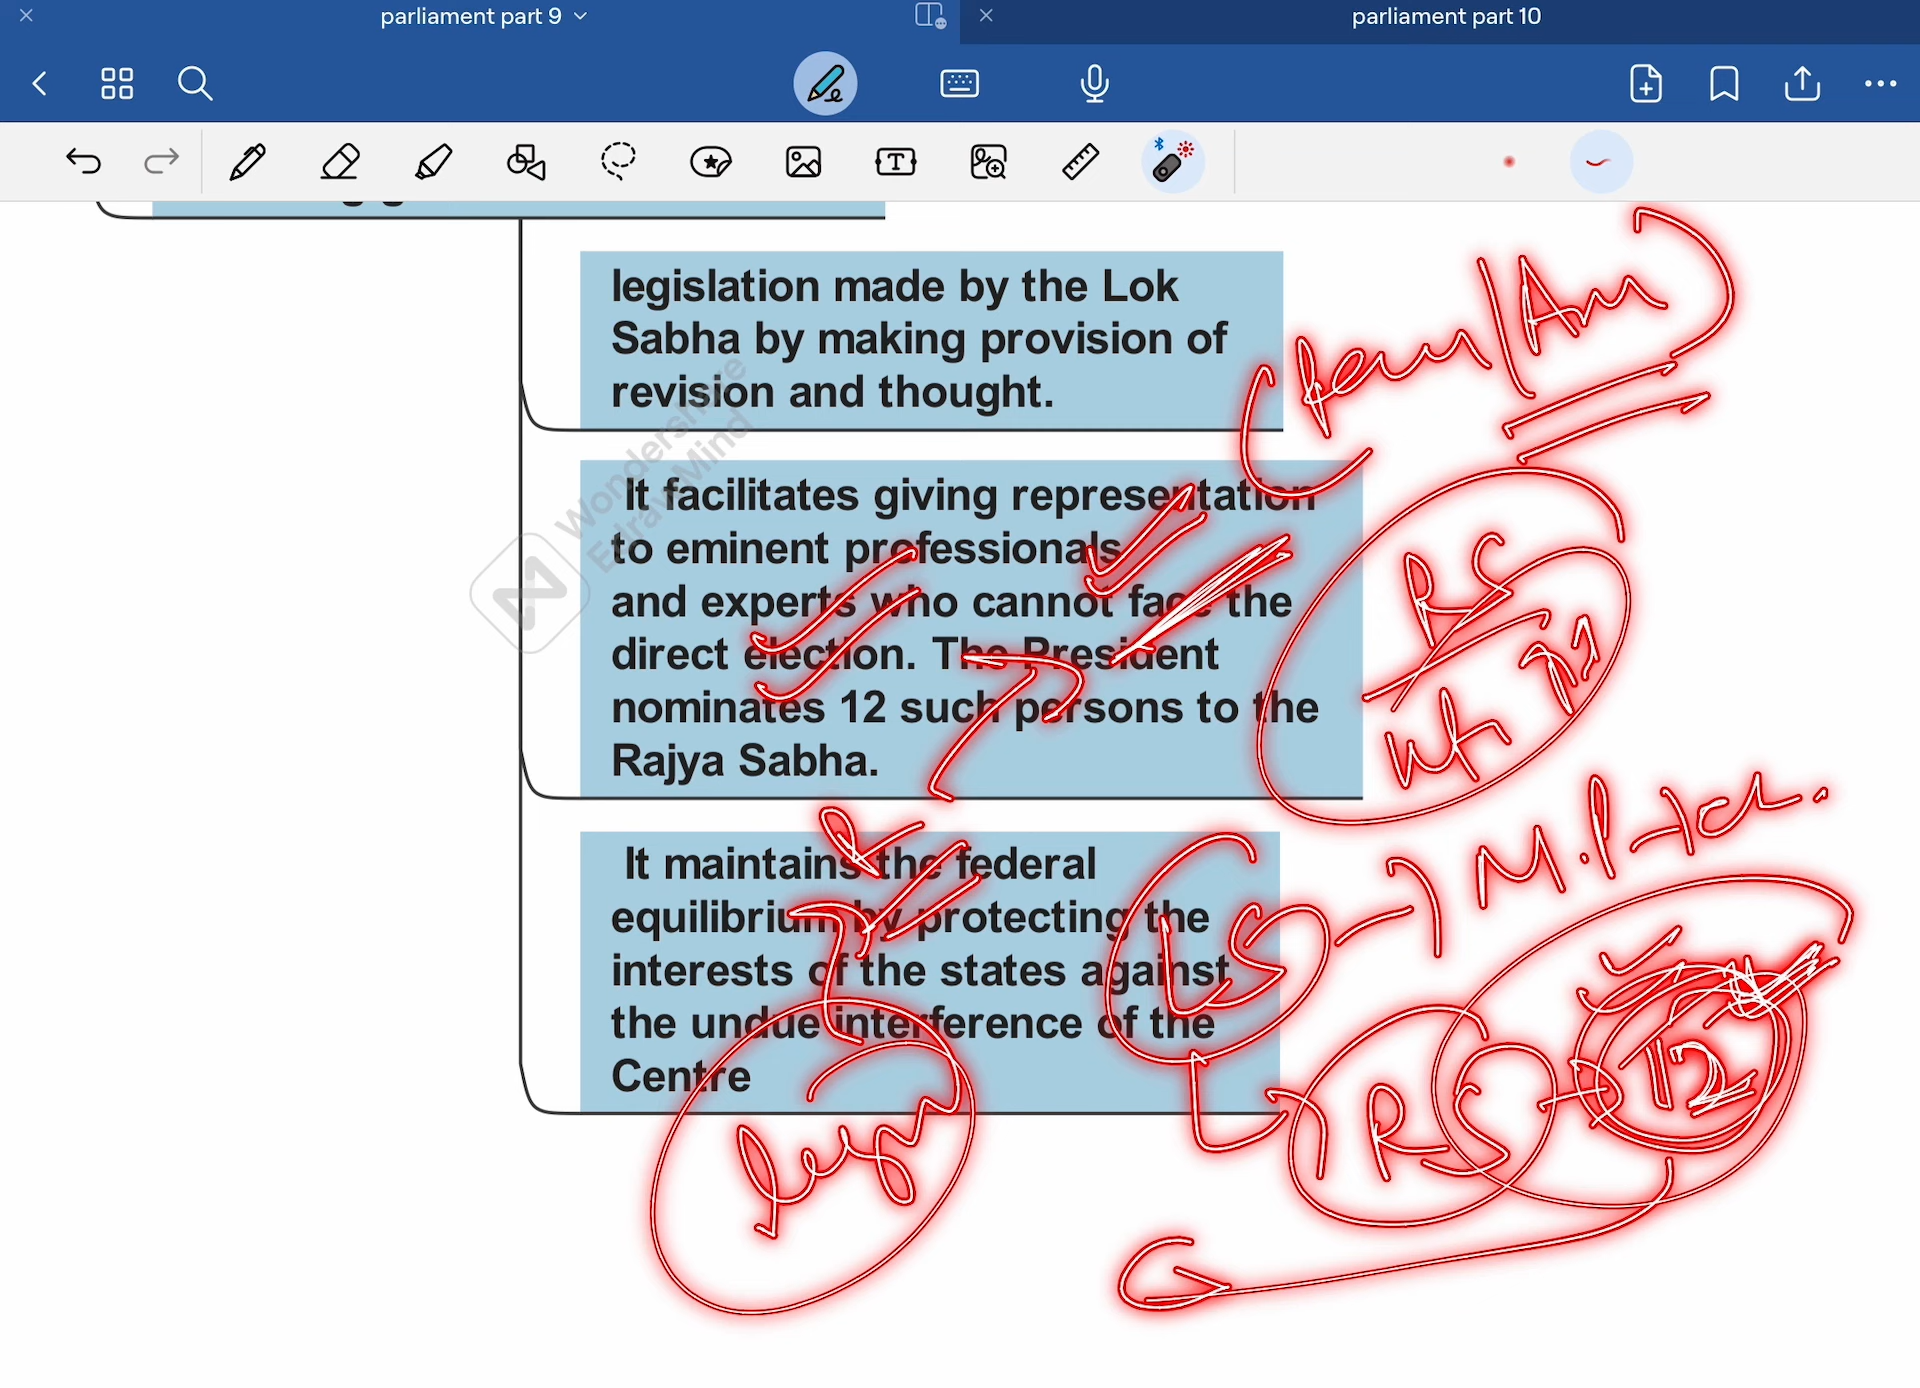 parliament part 9
parliament part 10
legislation made by the Lok
Sabha by making provision of
revision and thought.
It facilitates giving representation
to eminent professionals
and experts who cannot face the
direct election. The President
nominates 12 such persons to the
Rajya Sabha.
It maintains the federal
equilibrium by protecting the
interests of the states against
the undue interference of the
Centre
Wondershare
EdrawMind
RS
LS
RS
12